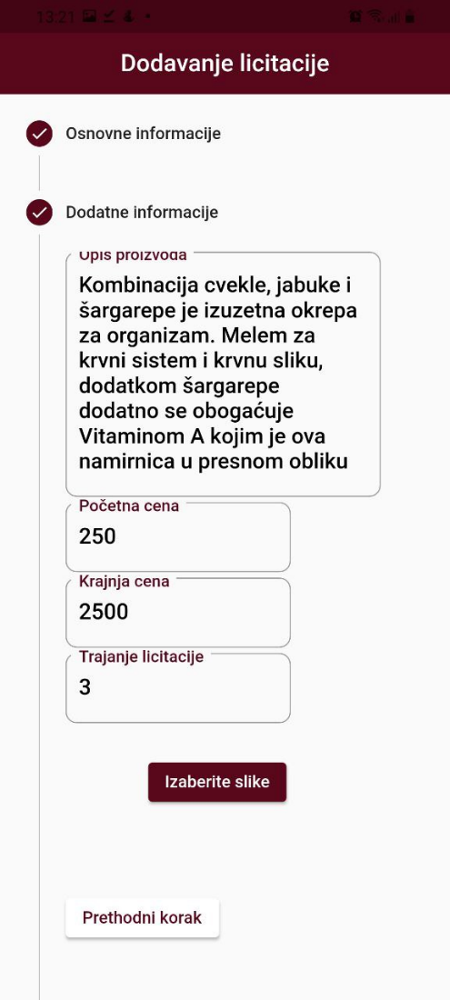 13:21
Dodavanje licitacije
Osnovne informacije
Dodatne informacije
Opis proizvoda
Kombinacija cvekle, jabuke i
šargarepe je izuzetna okrepa
za organizam. Melem za
krvni sistem i krvnu sliku,
dodatkom šargarepe
dodatno se obogaćuje
Vitaminom A kojim je ova
namirnica u presnom obliku
Početna cena
250
Krajnja cena
2500
Trajanje licitacije
3
Izaberite slike
Prethodni korak